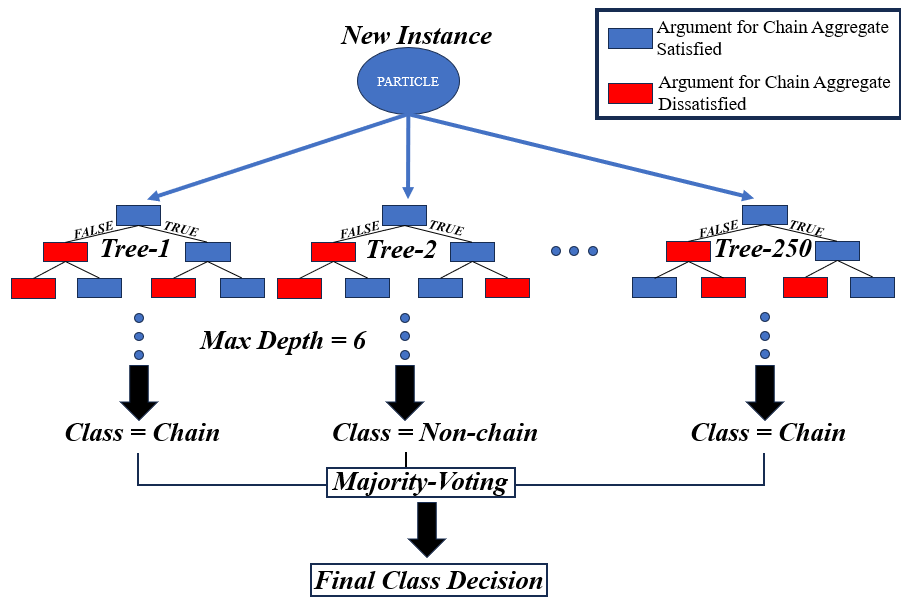 New Instance
PARTICLE
Argument for Chain Aggregate
Satisfied
Argument for Chain Aggregate
Dissatisfied
FALSE TRUE
Tree-1
FALSE TRUE
Tree-2
FALSE TRUE
Tree-250
Max Depth = 6
Class = Chain
Class = Non-chain
Class = Chain
Majority-Voting
Final Class Decision